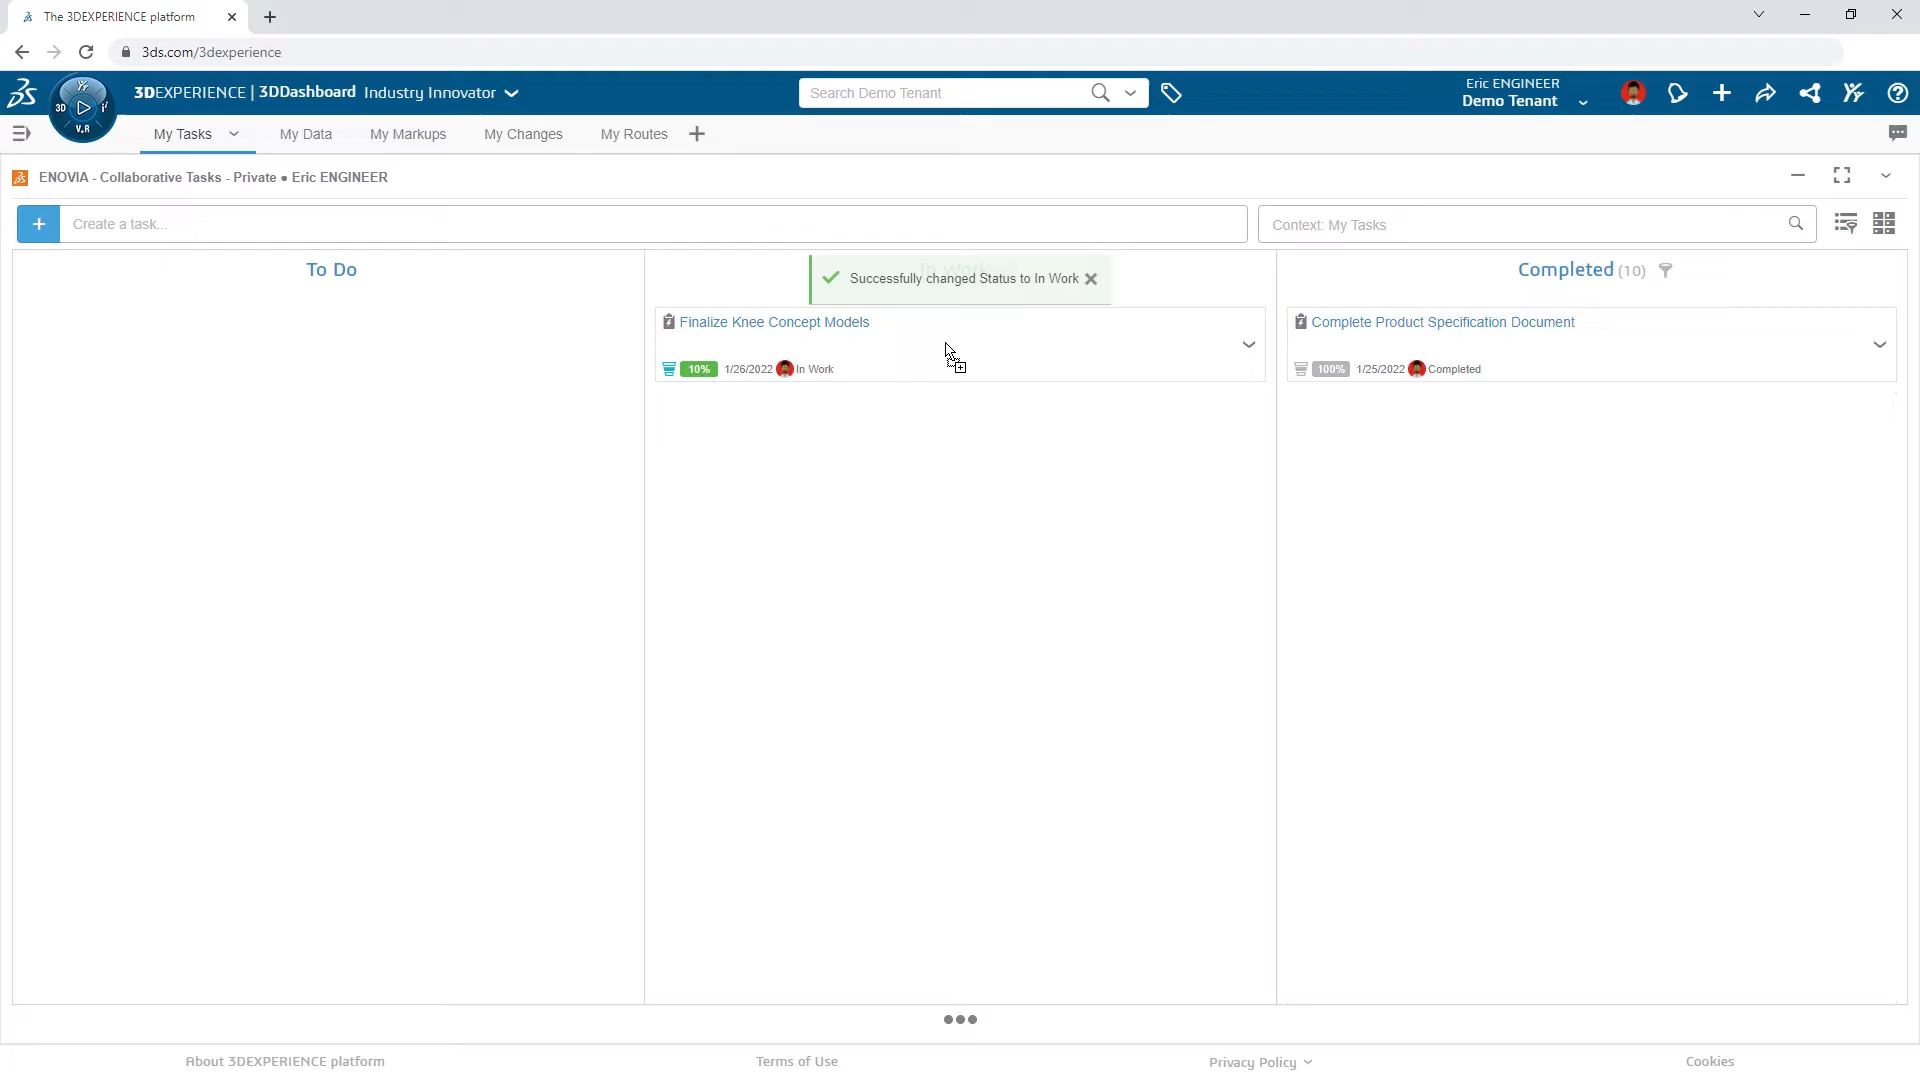 The 3DEXPERIENCE platform
3ds.com/3dexperience
3DEXPERIENCE | 3DDashboard Industry Innovator
Search Demo Tenant
Eric ENGINEER
Demo Tenant
3D
V.R
My Tasks
My Data
My Markups
My Changes
My Routes
ENOVIA - Collaborative Tasks - Private ● Eric ENGINEER
Create a task...
Context: My Tasks
To Do
Successfully changed Status to In Work
Completed (10)
Finalize Knee Concept Models
10% 1/26/2022 In Work
Complete Product Specification Document
100% 1/25/2022 Completed
About 3DEXPERIENCE platform
Terms of Use
Privacy Policy
Cookies